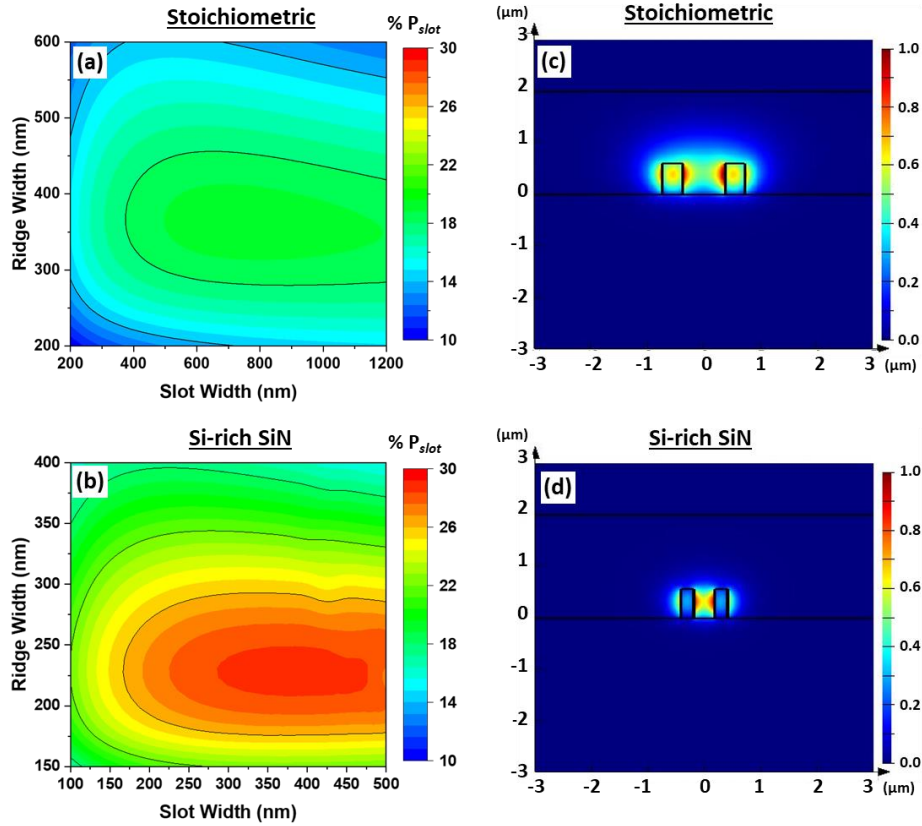 Stoichiometric
% P_slot
(a)
600
500
400
300
200
Ridge Width (nm)
200 400 600 800 1000 1200
Slot Width (nm)
30
26
22
18
14
10
Stoichiometric
(μm)
(c)
3
2
1
0
-1
-2
-3
-3 -2 -1 0 1 2 3
(μm)
1.0
0.8
0.6
0.4
0.2
0.0
Si-rich SiN
% P_slot
(b)
400
350
300
250
200
150
Ridge Width (nm)
100 150 200 250 300 350 400 450 500
Slot Width (nm)
30
26
22
18
14
10
Si-rich SiN
(μm)
(d)
3
2
1
0
-1
-2
-3
-3 -2 -1 0 1 2 3
(μm)
1.0
0.8
0.6
0.4
0.2
0.0